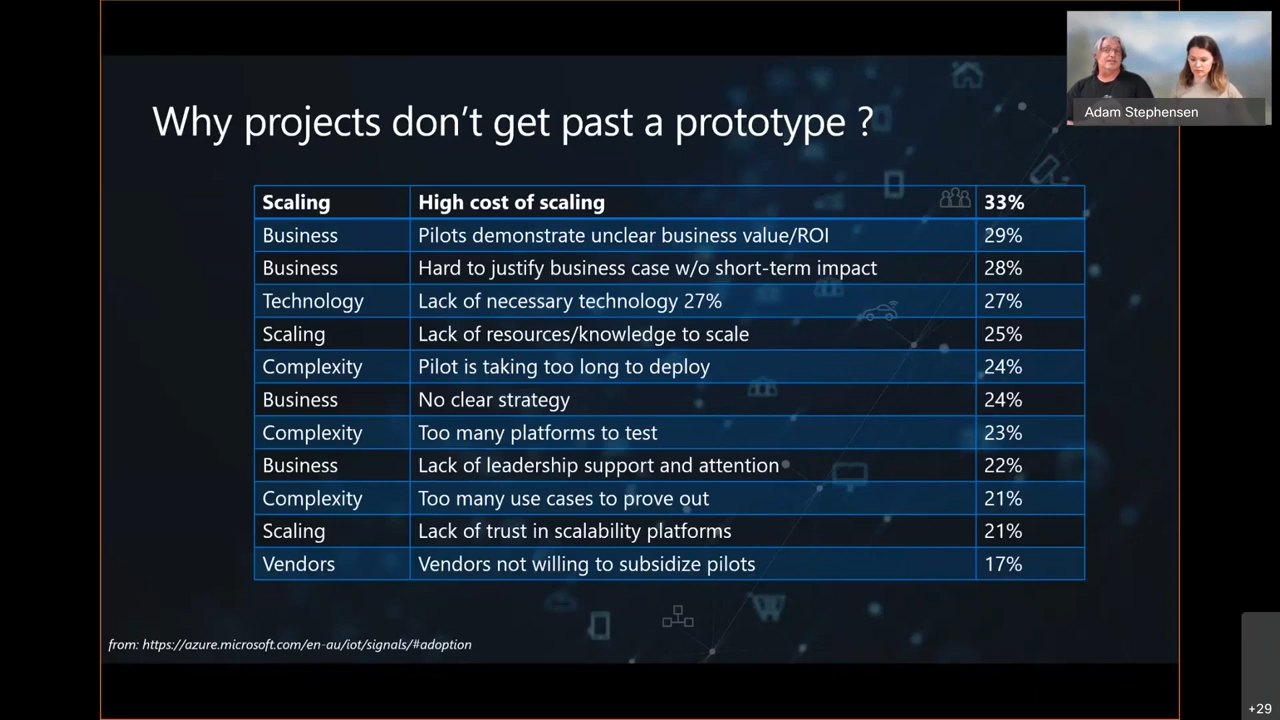 Why projects don't get past a prototype ?
Adam Stephensen
Scaling High cost of scaling 33%
Business Pilots demonstrate unclear business value/ROI 29%
Business Hard to justify business case w/o short-term impact 28%
Technology Lack of necessary technology 27% 27%
Scaling Lack of resources/knowledge to scale 25%
Complexity Pilot is taking too long to deploy 24%
Business No clear strategy 24%
Complexity Too many platforms to test 23%
Business Lack of leadership support and attention 22%
Complexity Too many use cases to prove out 21%
Scaling Lack of trust in scalability platforms 21%
Vendors Vendors not willing to subsidize pilots 17%
from: https://azure.microsoft.com/en-au/iot/signals/#adoption
+29